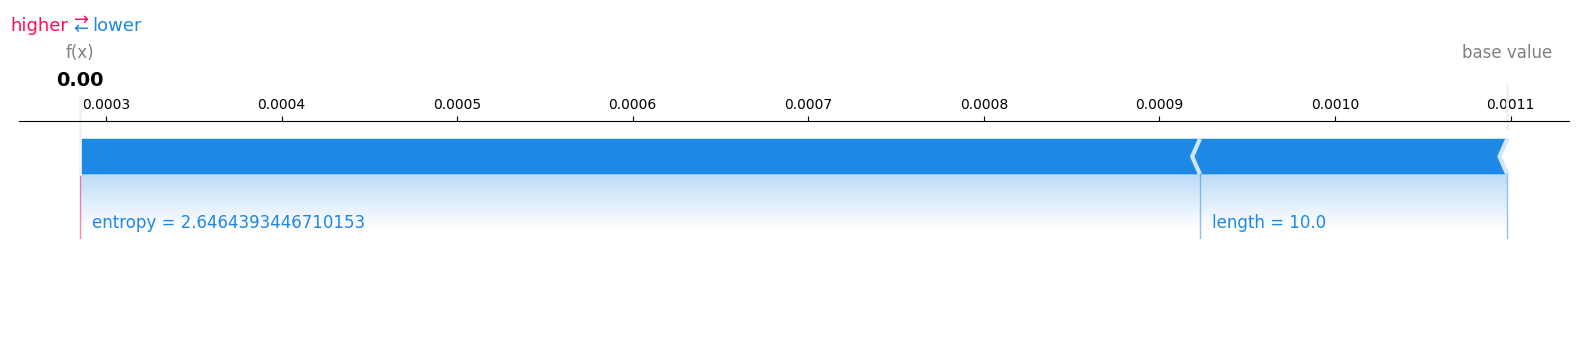 higher ⇄ lower
f(x) base value
0.00
0.0003 0.0004 0.0005 0.0006 0.0007 0.0008 0.0009 0.0010 0.0011
entropy = 2.6464393446710153 length = 10.0